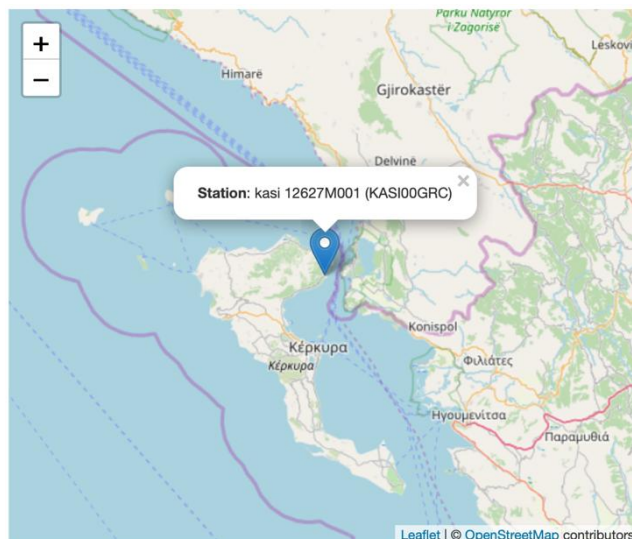 +
−
Parku Natyror
i Zagorisë
Leskovi
Himarë
Gjirokastër
Delvinë
Station: kasi 12627M001 (KASI00GRC)
×
Konispol
Κέρκυρα
Κέρκυρα
Φιλιάτες
Ηγουμενίτσα
Παραμυθιά
Leaflet | © OpenStreetMap contributors